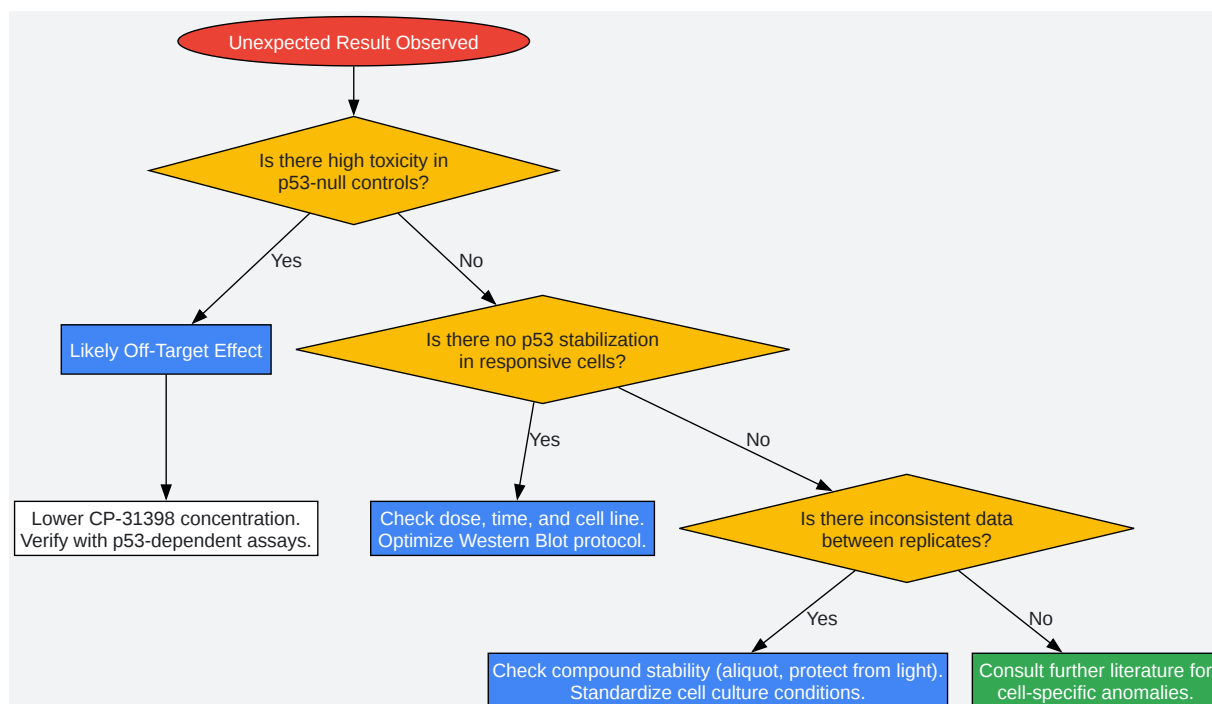 Unexpected Result Observed
Is there high toxicity in
p53-null controls?
Yes
No
Likely Off-Target Effect
Is there no p53 stabilization
in responsive cells?
Yes
No
Lower CP-31398 concentration.
Verify with p53-dependent assays.
Check dose, time, and cell line.
Optimize Western Blot protocol.
Is there inconsistent data
between replicates?
Yes
No
Check compound stability (aliquot, protect from light).
Standardize cell culture conditions.
Consult further literature for
cell-specific anomalies.